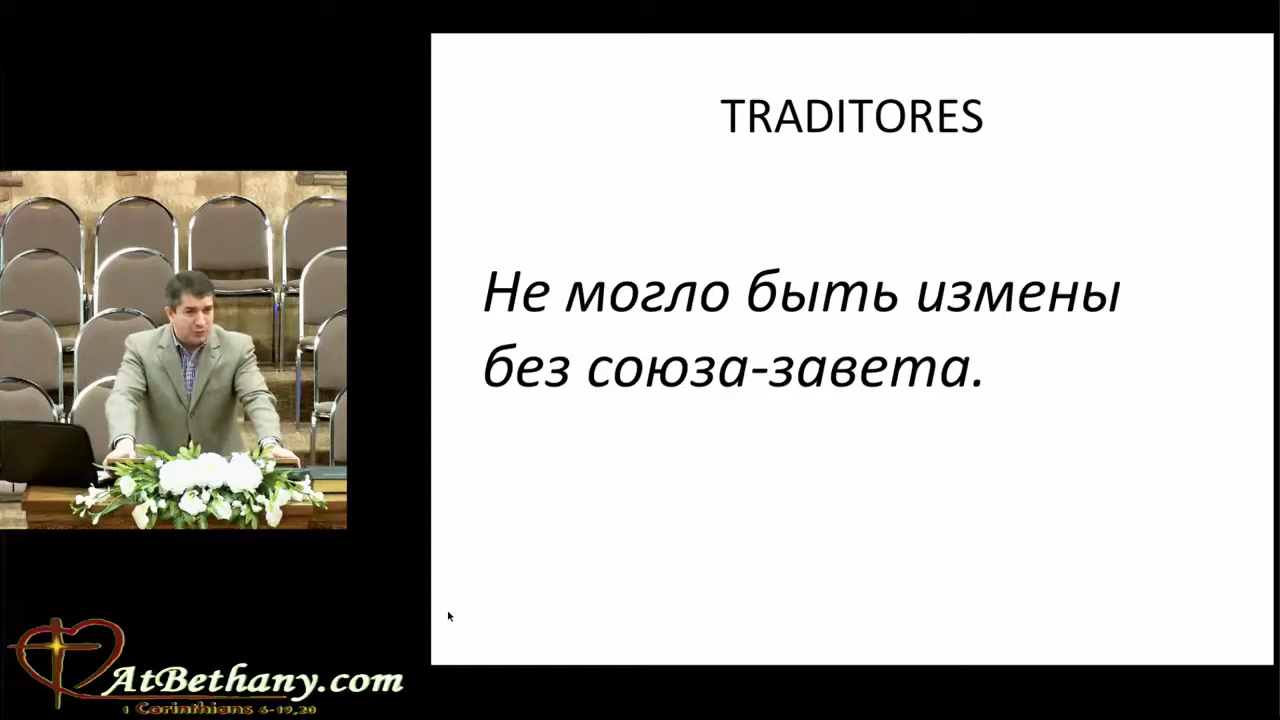 TRADITORES
Не могло быть измены
без союза-завета.
AtBethany.com
1 Corinthians 6-19,20